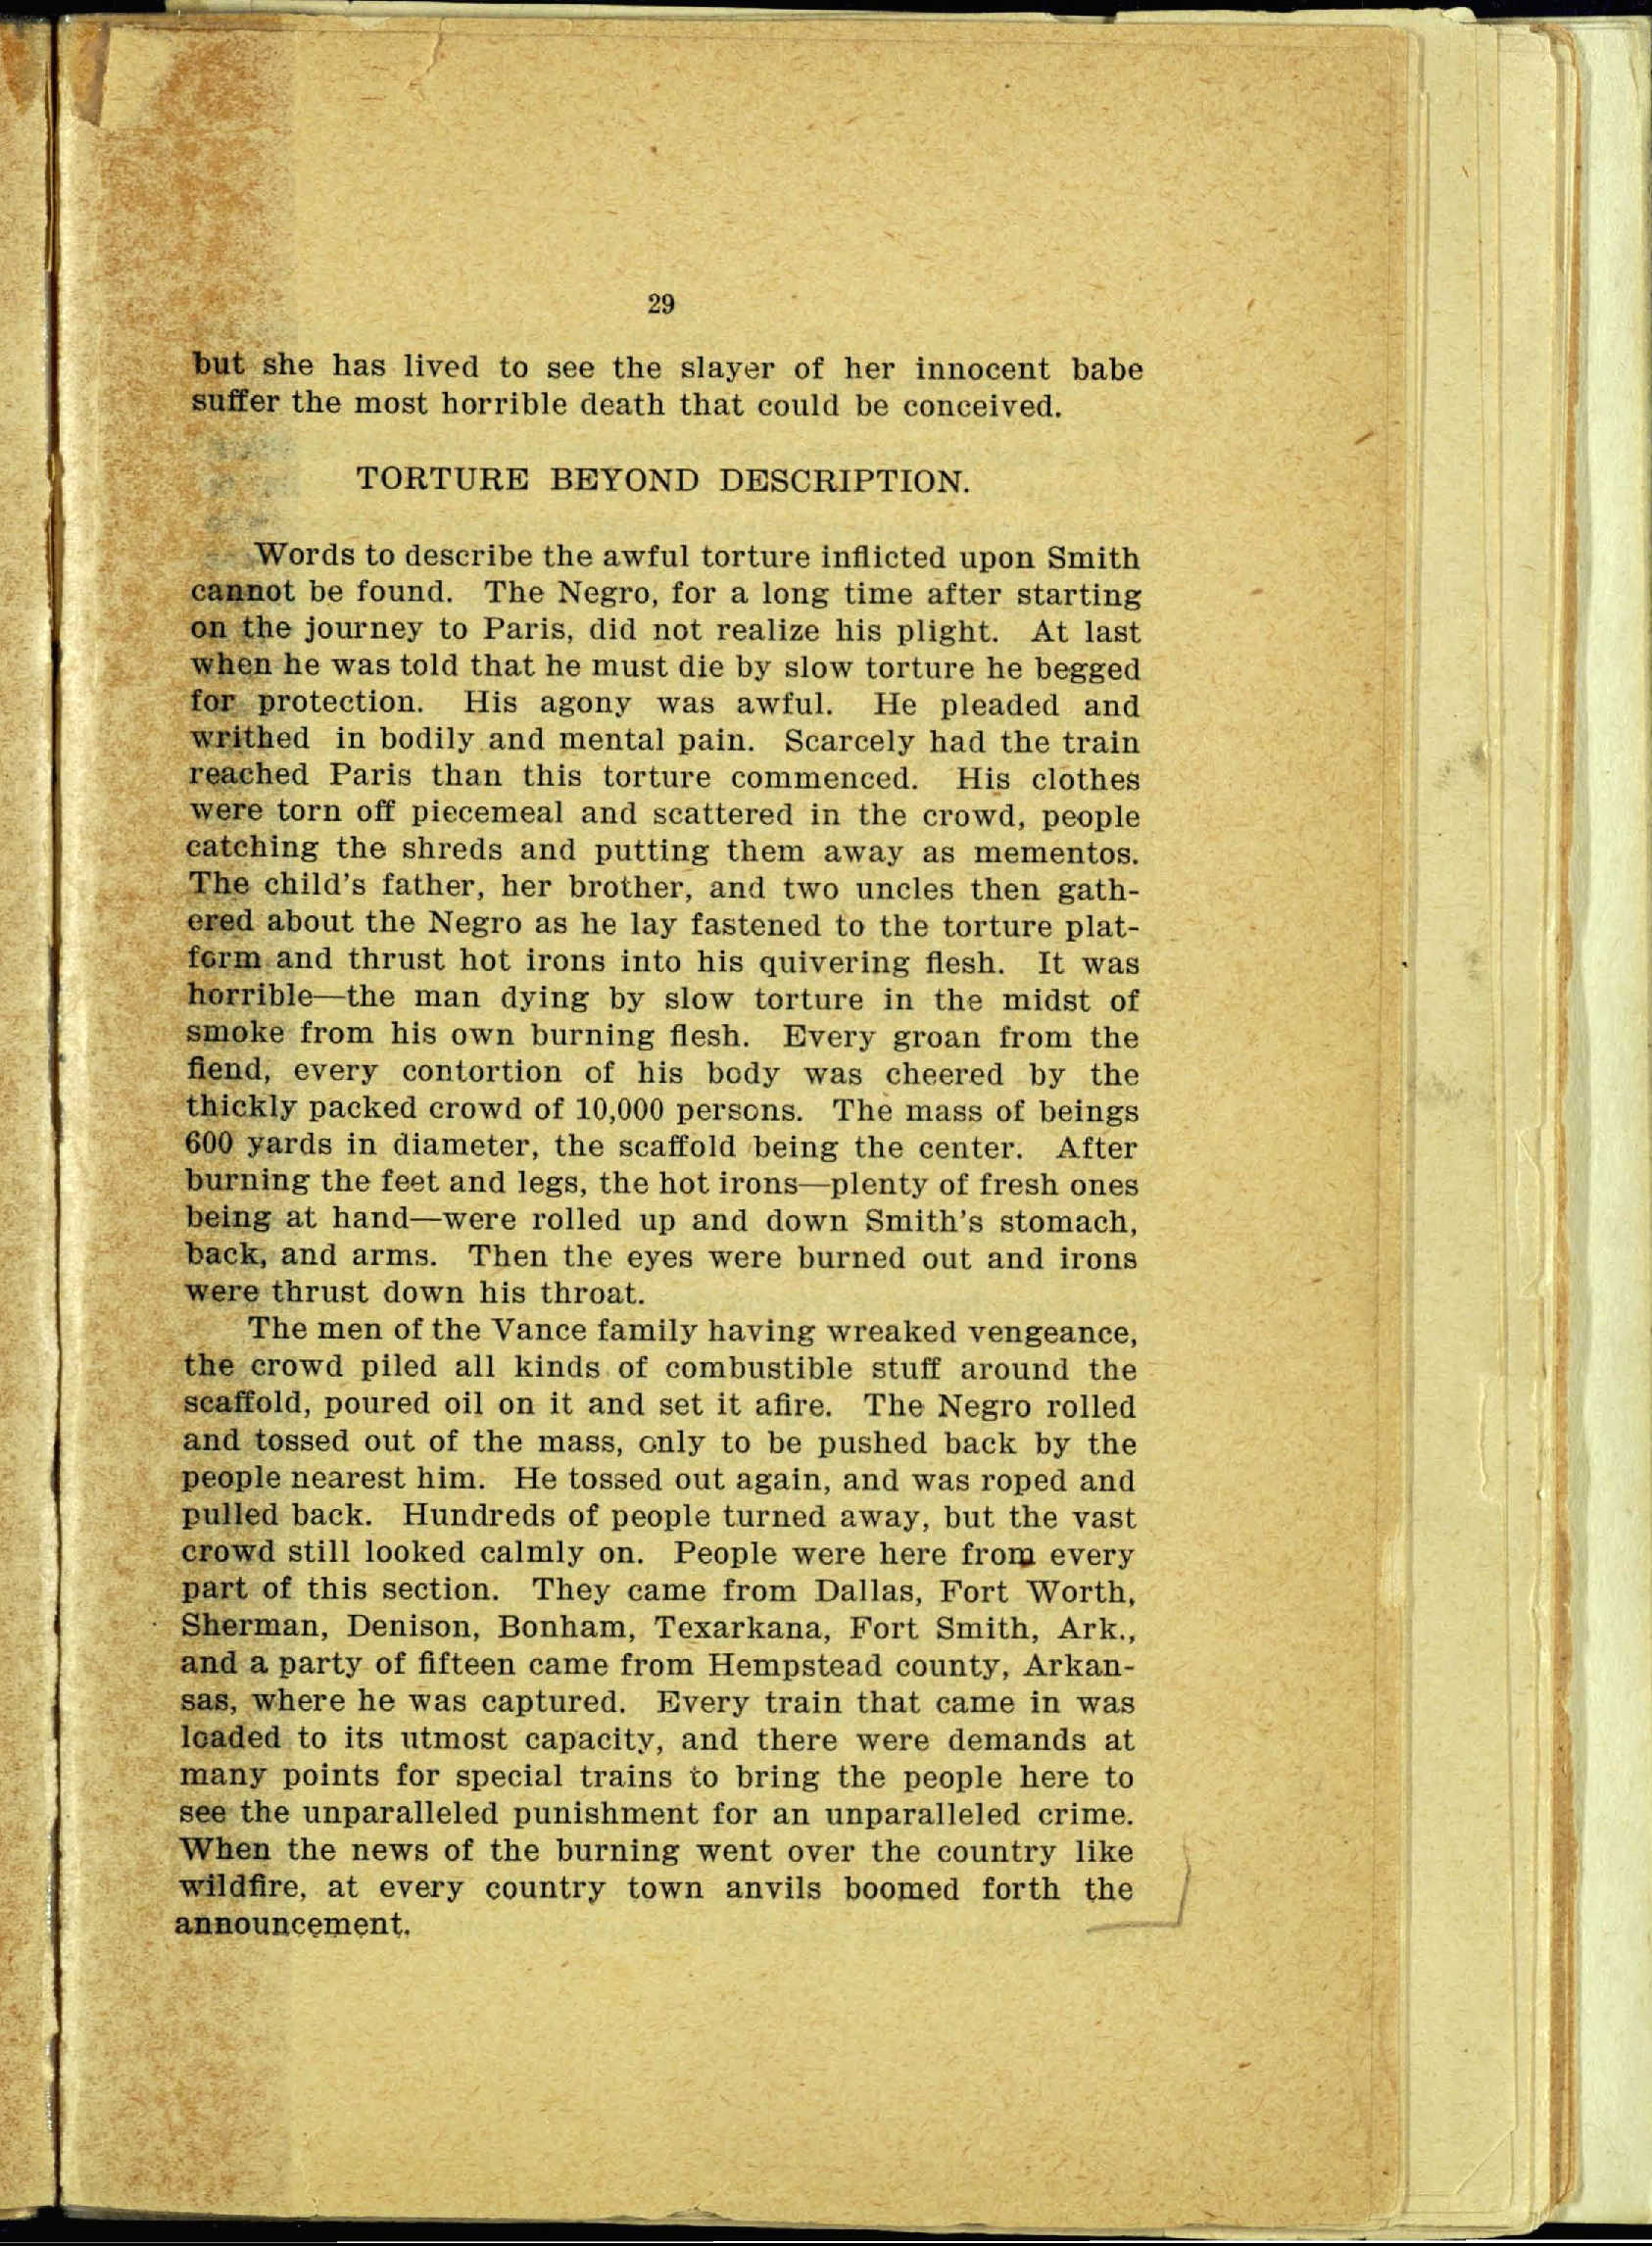 29
but she has lived to see the slayer of her innocent babe
suffer the most horrible death that could be conceived.
TORTURE BEYOND DESCRIPTION.
Words to describe the awful torture inflicted upon Smith
cannot be found. The Negro, for a long time after starting
on the journey to Paris, did not realize his plight. At last
when he was told that he must die by slow torture he begged
for protection. His agony was awful. He pleaded and
writhed in bodily and mental pain. Scarcely had the train
reached Paris than this torture commenced. His clothes
were torn off piecemeal and scattered in the crowd, people
catching the shreds and putting them away as mementos.
The child's father, her brother, and two uncles then gath-
ered about the Negro as he lay fastened to the torture plat-
form and thrust hot irons into his quivering flesh. It was
horrible—the man dying by slow torture in the midst of
smoke from his own burning flesh. Every groan from the
fiend, every contortion of his body was cheered by the
thickly packed crowd of 10,000 persons. The mass of beings
600 yards in diameter, the scaffold being the center. After
burning the feet and legs, the hot irons—plenty of fresh ones
being at hand—were rolled up and down Smith's stomach,
back, and arms. Then the eyes were burned out and irons
were thrust down his throat.
The men of the Vance family having wreaked vengeance,
the crowd piled all kinds of combustible stuff around the
scaffold, poured oil on it and set it afire. The Negro rolled
and tossed out of the mass, only to be pushed back by the
people nearest him. He tossed out again, and was roped and
pulled back. Hundreds of people turned away, but the vast
crowd still looked calmly on. People were here from every
part of this section. They came from Dallas, Fort Worth,
Sherman, Denison, Bonham, Texarkana, Fort Smith, Ark.,
and a party of fifteen came from Hempstead county, Arkan-
sas, where he was captured. Every train that came in was
loaded to its utmost capacity, and there were demands at
many points for special trains to bring the people here to
see the unparalleled punishment for an unparalleled crime.
When the news of the burning went over the country like
wildfire, at every country town anvils boomed forth the
announcement.